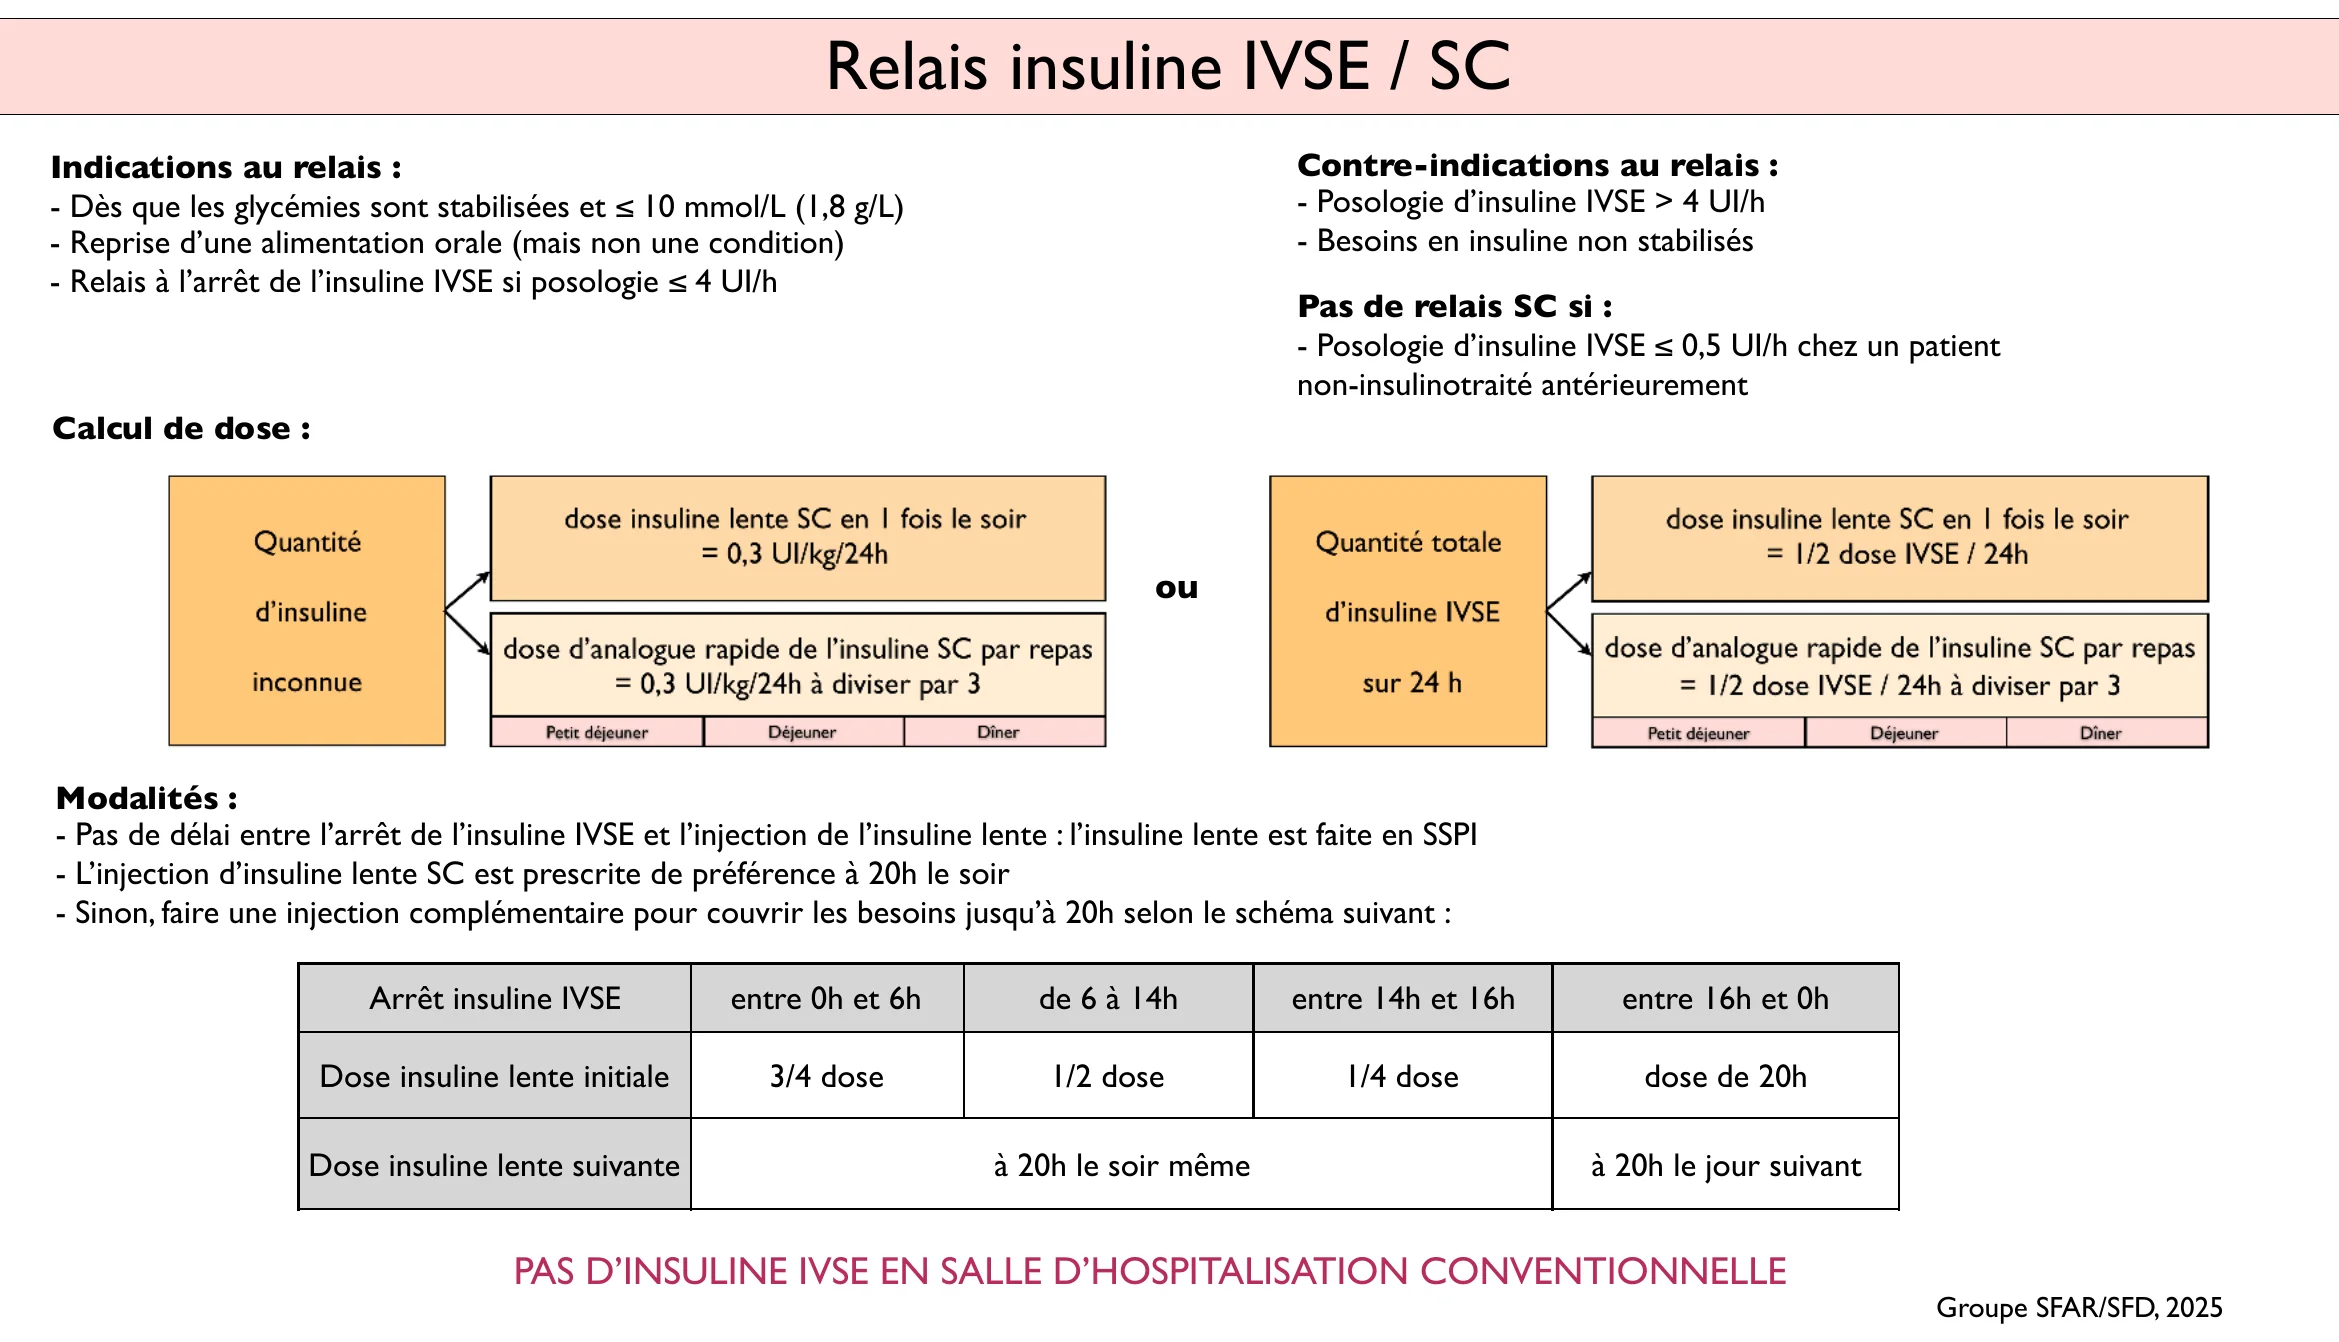 Relais insuline IVSE / SC
Indications au relais :
- Dès que les glycémies sont stabilisées et ≤ 10 mmol/L (1,8 g/L)
- Reprise d’une alimentation orale (mais non une condition)
- Relais à l’arrêt de l’insuline IVSE si posologie ≤ 4 UI/h
Contre-indications au relais :
- Posologie d’insuline IVSE > 4 UI/h
- Besoins en insuline non stabilisés
Pas de relais SC si :
- Posologie d’insuline IVSE ≤ 0,5 UI/h chez un patient
non-insulinotraité antérieurement
Calcul de dose :
Quantité
d’insuline
inconnue
dose insuline lente SC en 1 fois le soir
= 0,3 UI/kg/24h
dose d’analogue rapide de l’insuline SC par repas
= 0,3 UI/kg/24h à diviser par 3
Petit déjeuner Déjeuner Dîner
ou
Quantité totale
d’insuline IVSE
sur 24 h
dose insuline lente SC en 1 fois le soir
= 1/2 dose IVSE / 24h
dose d’analogue rapide de l’insuline SC par repas
= 1/2 dose IVSE / 24h à diviser par 3
Petit déjeuner Déjeuner Dîner
Modalités :
- Pas de délai entre l’arrêt de l’insuline IVSE et l’injection de l’insuline lente : l’insuline lente est faite en SSPI
- L’injection d’insuline lente SC est prescrite de préférence à 20h le soir
- Sinon, faire une injection complémentaire pour couvrir les besoins jusqu’à 20h selon le schéma suivant :
Arrêt insuline IVSE entre 0h et 6h de 6 à 14h entre 14h et 16h entre 16h et 0h
Dose insuline lente initiale 3/4 dose 1/2 dose 1/4 dose dose de 20h
Dose insuline lente suivante à 20h le soir même à 20h le jour suivant
PAS D’INSULINE IVSE EN SALLE D’HOSPITALISATION CONVENTIONNELLE
Groupe SFAR/SFD, 2025